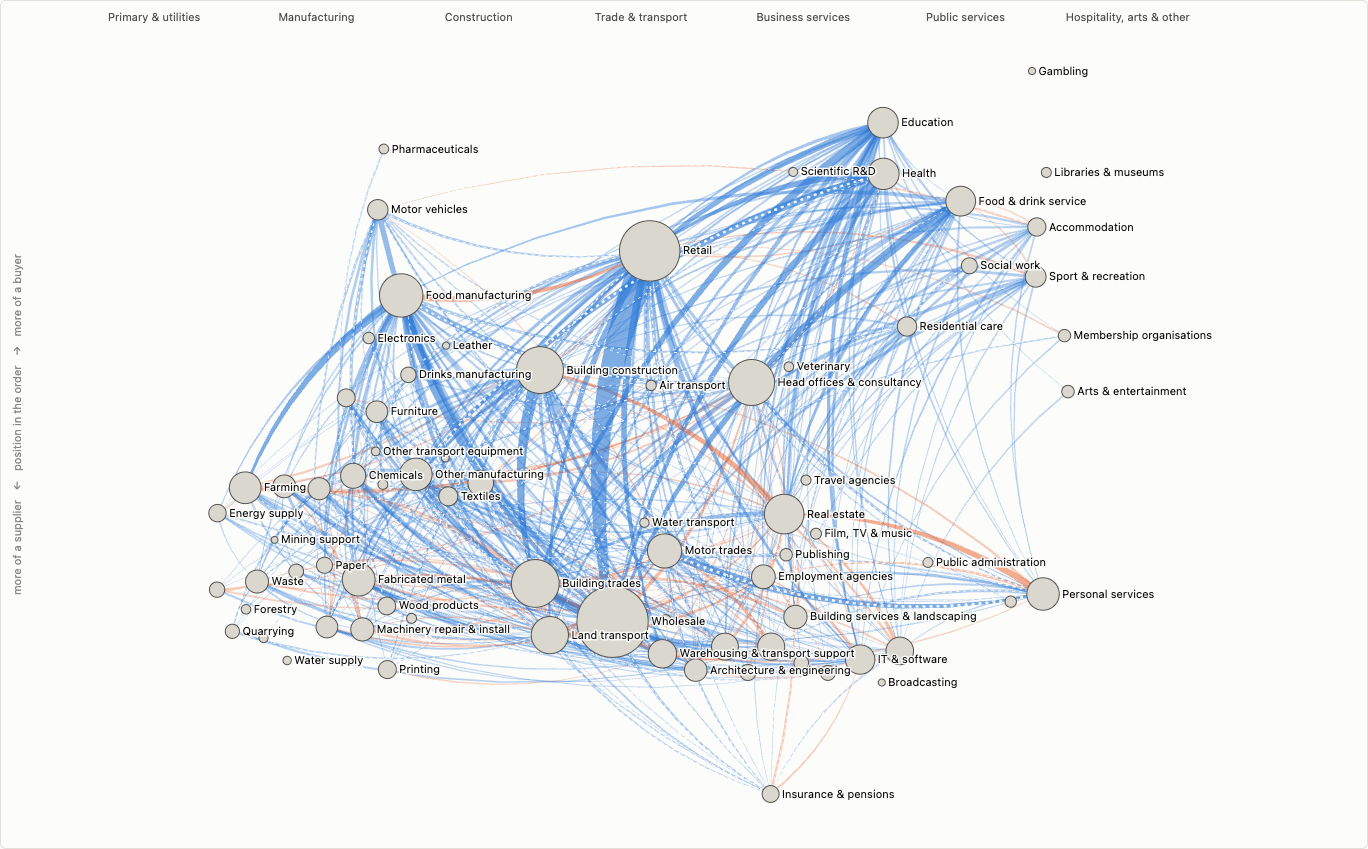 Primary & utilities
Manufacturing
Construction
Trade & transport
Business services
Public services
Hospitality, arts & other
more of a supplier ← position in the order → more of a buyer
Gambling
Education
Pharmaceuticals
Scientific R&D
Health
Libraries & museums
Food & drink service
Motor vehicles
Accommodation
Retail
Social work
Sport & recreation
Food manufacturing
Residential care
Membership organisations
Electronics
Leather
Veterinary
Building construction
Drinks manufacturing
Air transport
Head offices & consultancy
Arts & entertainment
Furniture
Other transport equipment
Chemicals
Other manufacturing
Travel agencies
Farming
Textiles
Energy supply
Real estate
Water transport
Film, TV & music
Mining support
Motor trades
Publishing
Public administration
Paper
Waste
Fabricated metal
Building trades
Employment agencies
Personal services
Wood products
Forestry
Building services & landscaping
Wholesale
Quarrying
Machinery repair & install
Land transport
Warehousing & transport support
Water supply
IT & software
Printing
Architecture & engineering
Broadcasting
Insurance & pensions